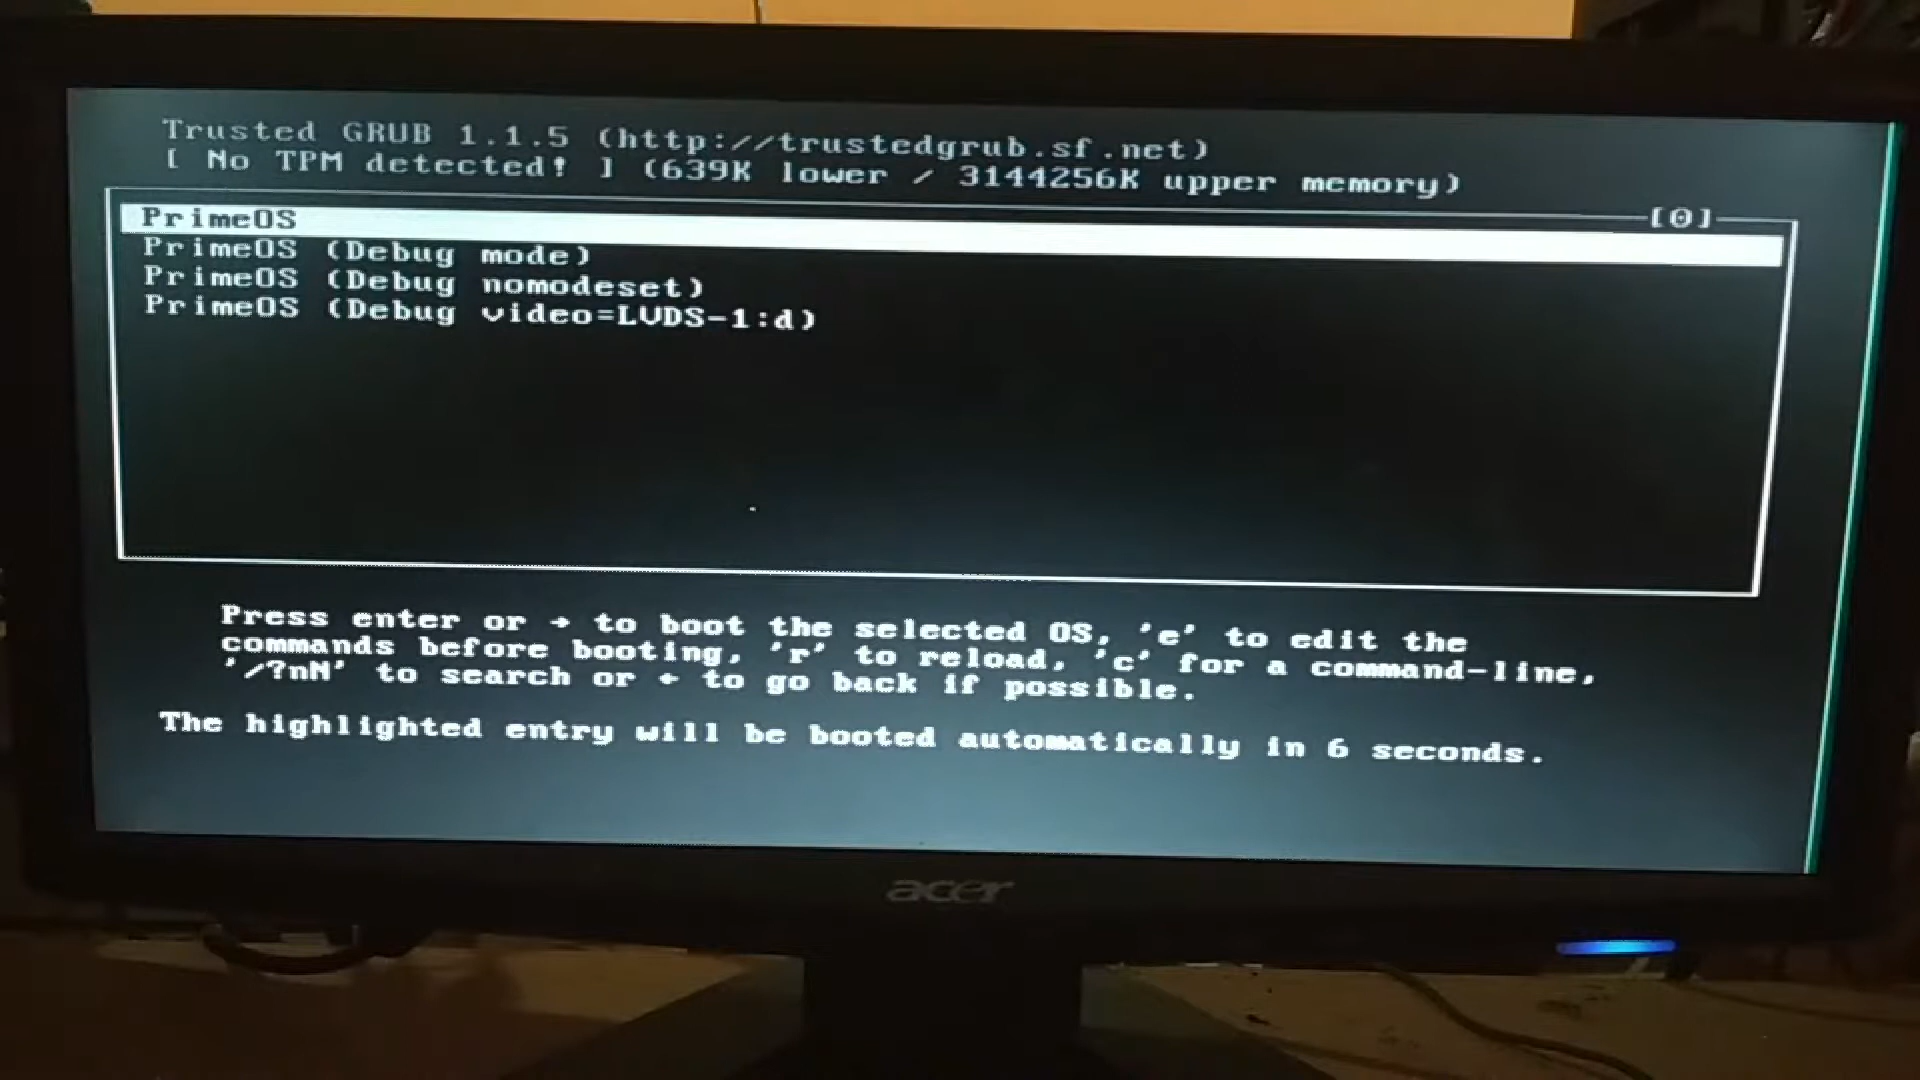 Trusted GRUB 1.1.5 (http://trustedgrub.sf.net)
[ No TPM detected! ] (639K lower / 3144256K upper memory)
[0]
PrimeOS
PrimeOS (Debug mode)
PrimeOS (Debug nomodeset)
PrimeOS (Debug video=LVDS-1:d)
Press enter or → to boot the selected OS, 'e' to edit the
commands before booting, 'r' to reload, 'c' for a command-line,
'/?nN' to search or ← to go back if possible.
The highlighted entry will be booted automatically in 6 seconds.
acer